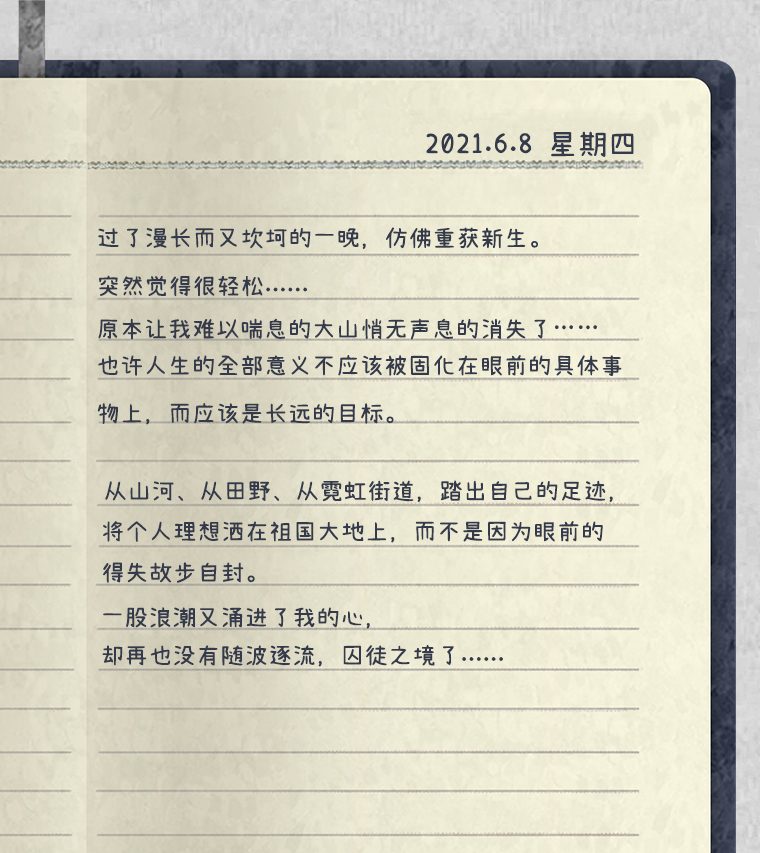 2021.6.8 星期四
过了漫长而又坎坷的一晚，仿佛重获新生。
突然觉得很轻松……
原本让我难以喘息的大山悄无声息的消失了……
也许人生的全部意义不应该被固化在眼前的具体事
物上，而应该是长远的目标。
从山河、从田野、从霓虹街道，踏出自己的足迹，
将个人理想洒在祖国大地上，而不是因为眼前的
得失故步自封。
一股浪潮又涌进了我的心，
却再也没有随波逐流，囚徒之境了……